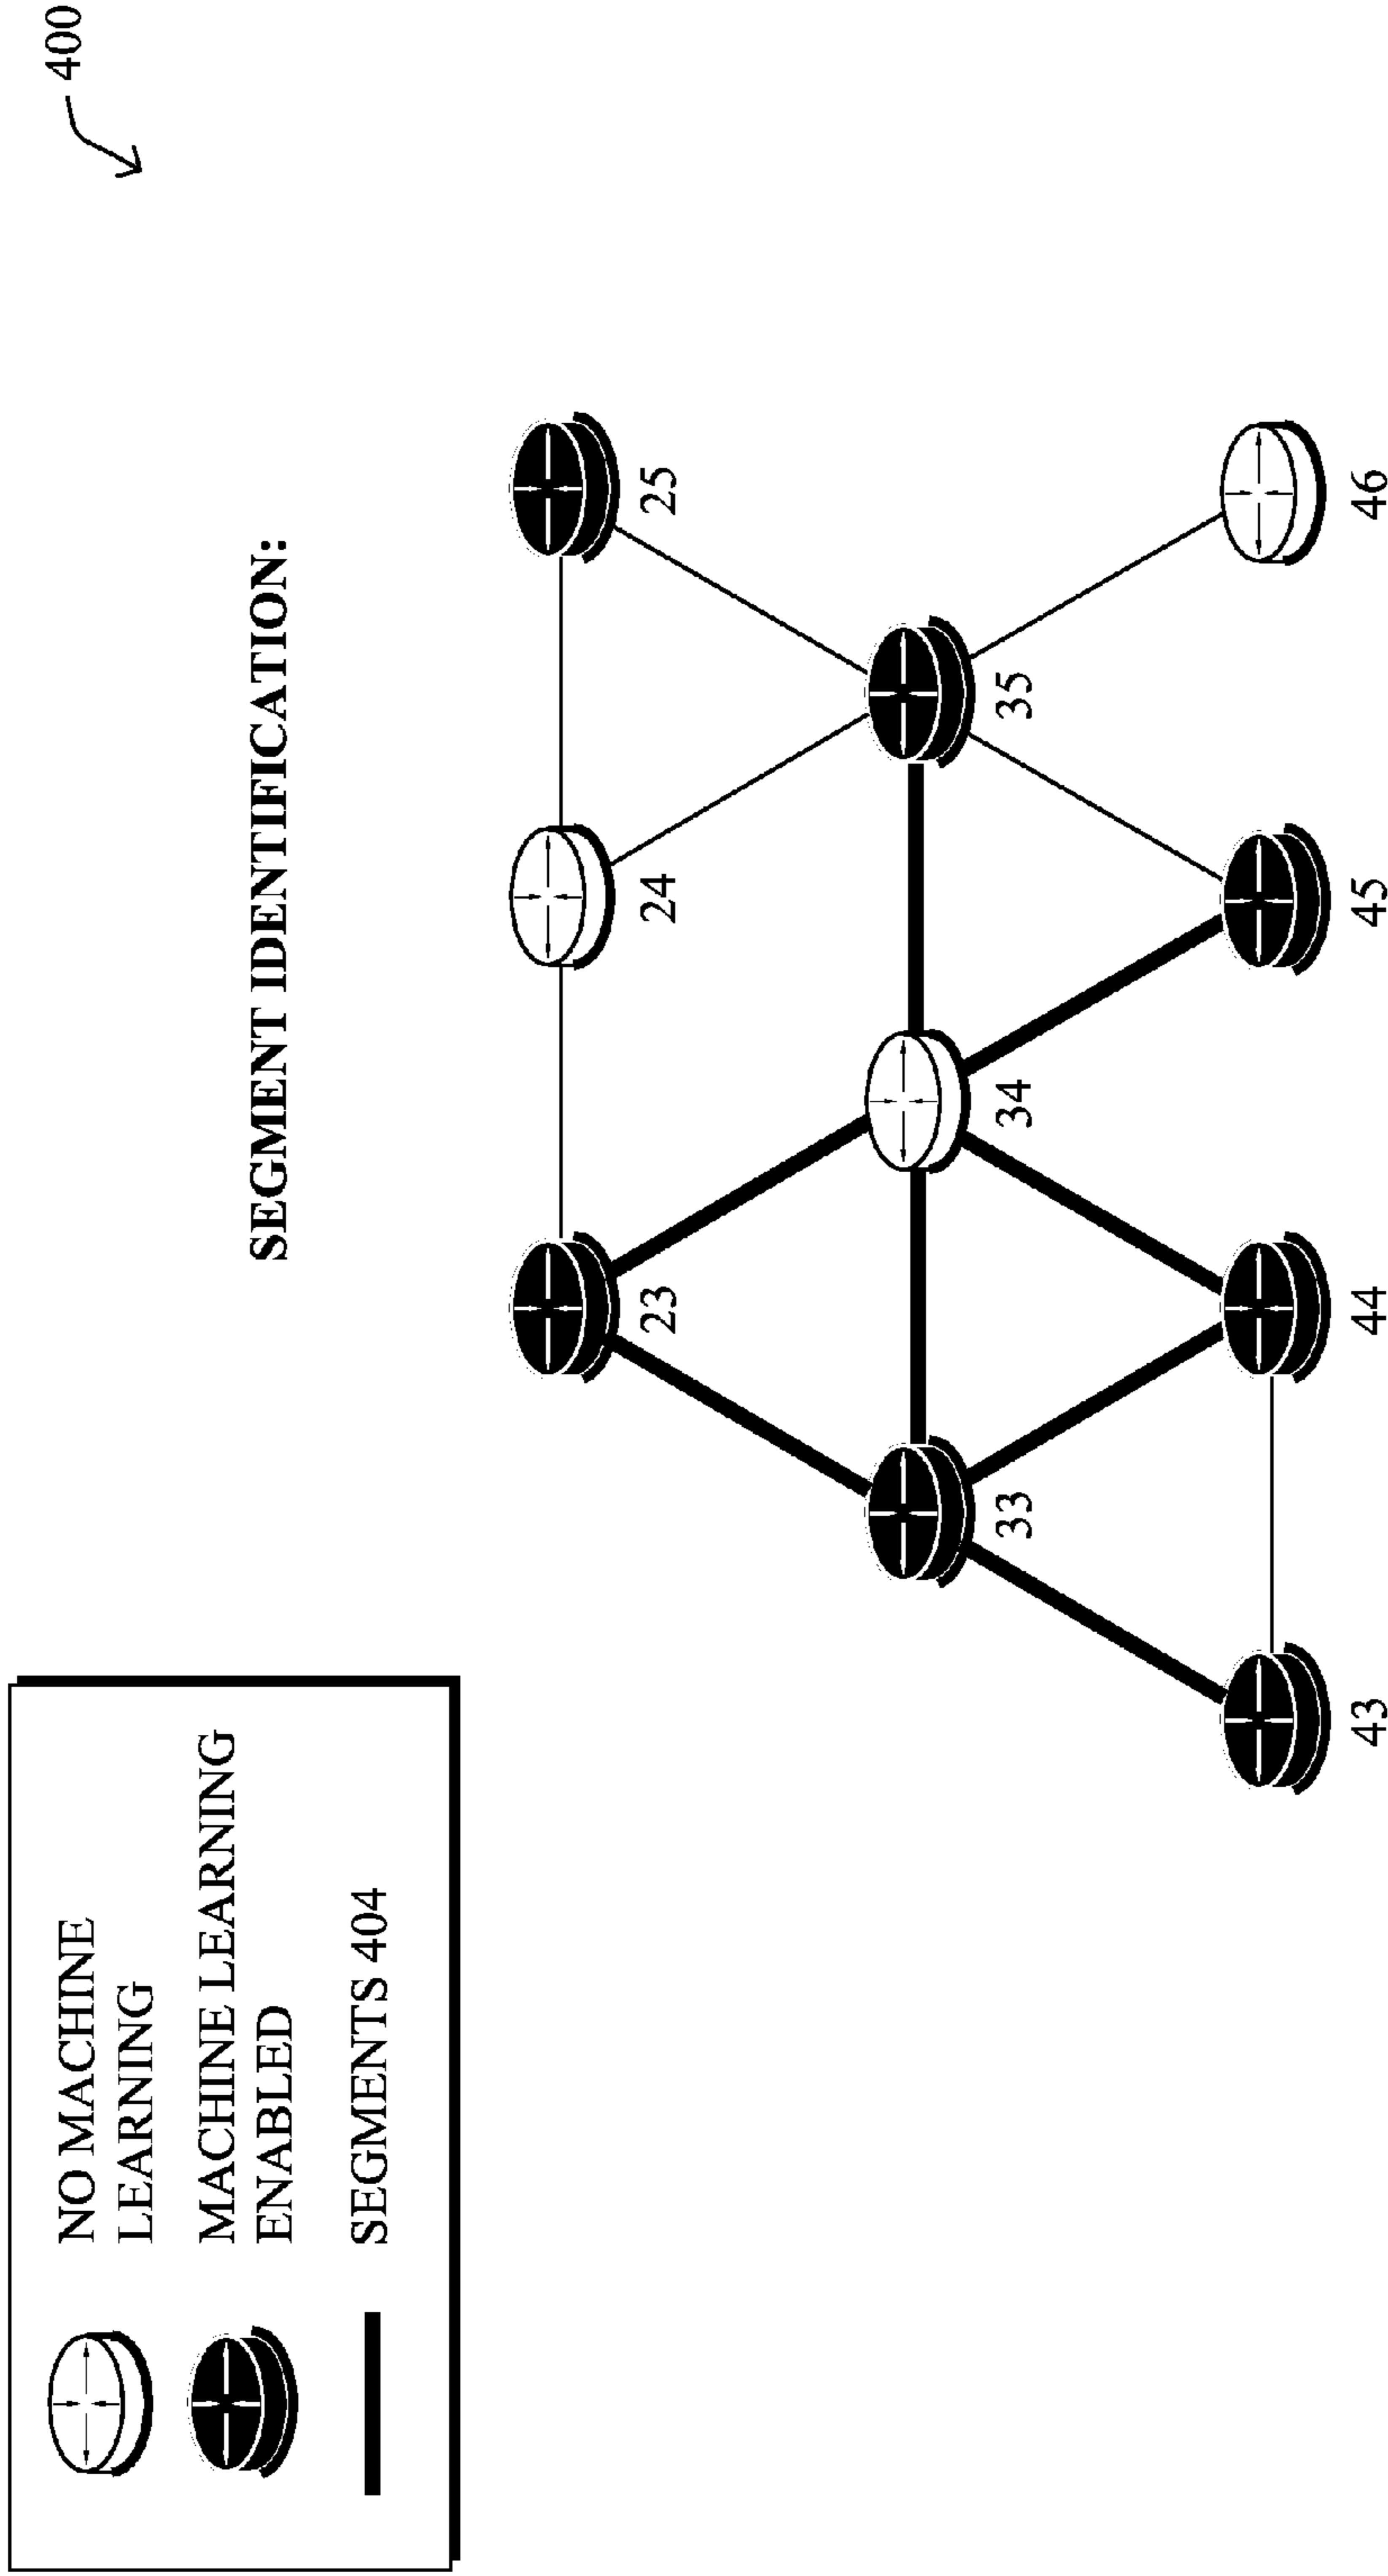 400
NO MACHINE
LEARNING
MACHINE LEARNING
ENABLED
SEGMENTS 404
SEGMENT IDENTIFICATION:
23
24
25
33
34
35
43
44
45
46